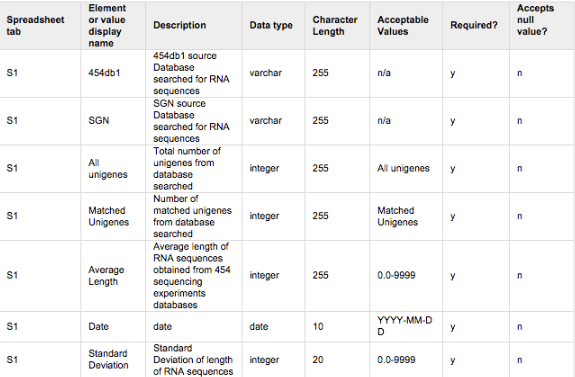 Spreadsheet tab | Element or value display name | Description | Data type | Character Length | Acceptable Values | Required? | Accepts null value?
S1 | 454db1 | 454db1 source Database searched for RNA sequences | varchar | 255 | n/a | y | n
S1 | SGN | SGN source Database searched for RNA sequences | varchar | 255 | n/a | y | n
S1 | All unigenes | Total number of unigenes from database searched | integer | 255 | All unigenes | y | n
S1 | Matched Unigenes | Number of matched unigenes from database searched | integer | 255 | Matched Unigenes | y | n
S1 | Average Length | Average length of RNA sequences obtained from 454 sequencing experiments databases | integer | 255 | 0.0-9999 | y | n
S1 | Date | date | date | 10 | YYYY-MM-DD | y | n
S1 | Standard Deviation | Standard Deviation of length of RNA sequences | integer | 20 | 0.0-9999 | y | n